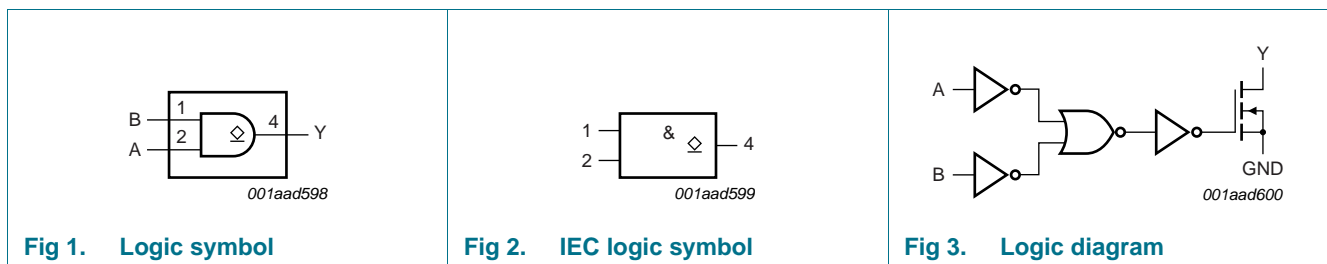 B
1
2
A
4
Y
001aad598
Fig 1. Logic symbol
1
2
&
4
001aad599
Fig 2. IEC logic symbol
A
B
Y
GND
001aad600
Fig 3. Logic diagram